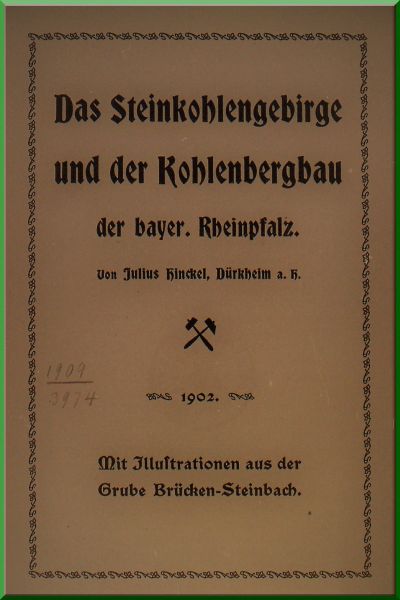 Das Steinkohlengebirge
und der Kohlenbergbau
der bayer. Rheinpfalz.
Von Julius Hinckel, Dürkheim a. H.
1909
3974
1902.
Mit Illuſtrationen aus der
Grube Brücken-Steinbach.